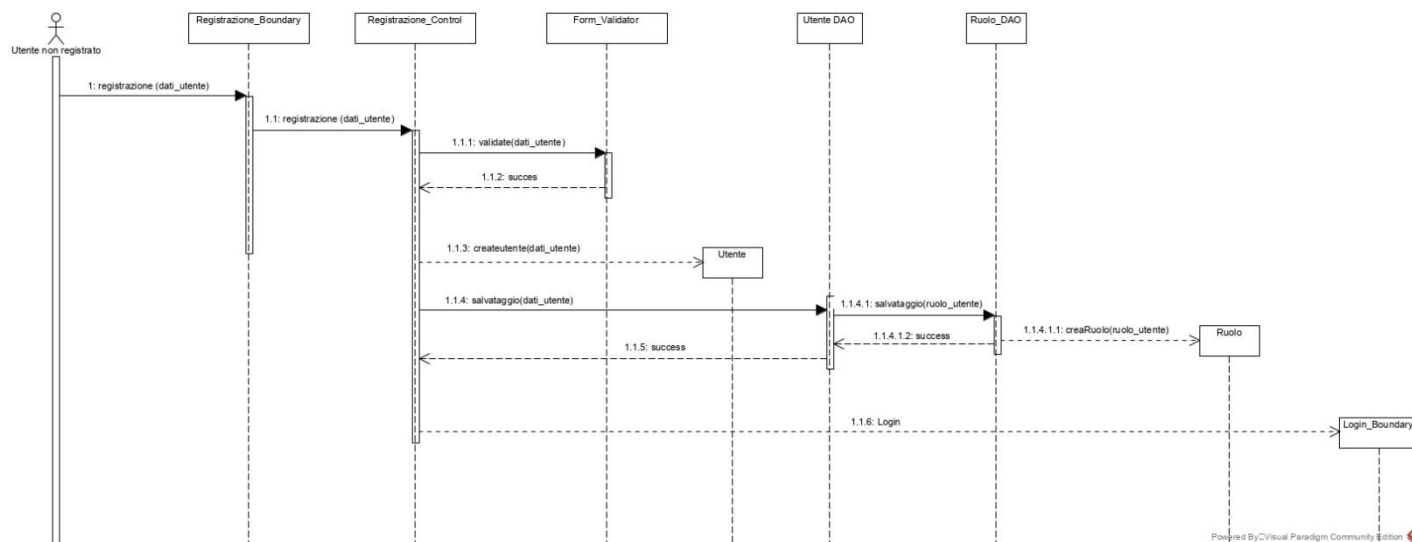 Registrazione_Boundary
Registrazione_Control
Form_Validator
Utente DAO
Ruolo_DAO
Utente non registrato
1: registrazione (dati_utente)
1.1: registrazione (dati_utente)
1.1.1: validate(dati_utente)
1.1.2: succes
1.1.3: createutente(dati_utente)
Utente
1.1.4: salvataggio(dati_utente)
1.1.4.1: salvataggio(ruolo_utente)
1.1.4.1.1: creaRuolo(ruolo_utente)
Ruolo
1.1.4.1.2: success
1.1.5: success
1.1.6: Login
Login_Boundary
Powered By Visual Paradigm Community Edition